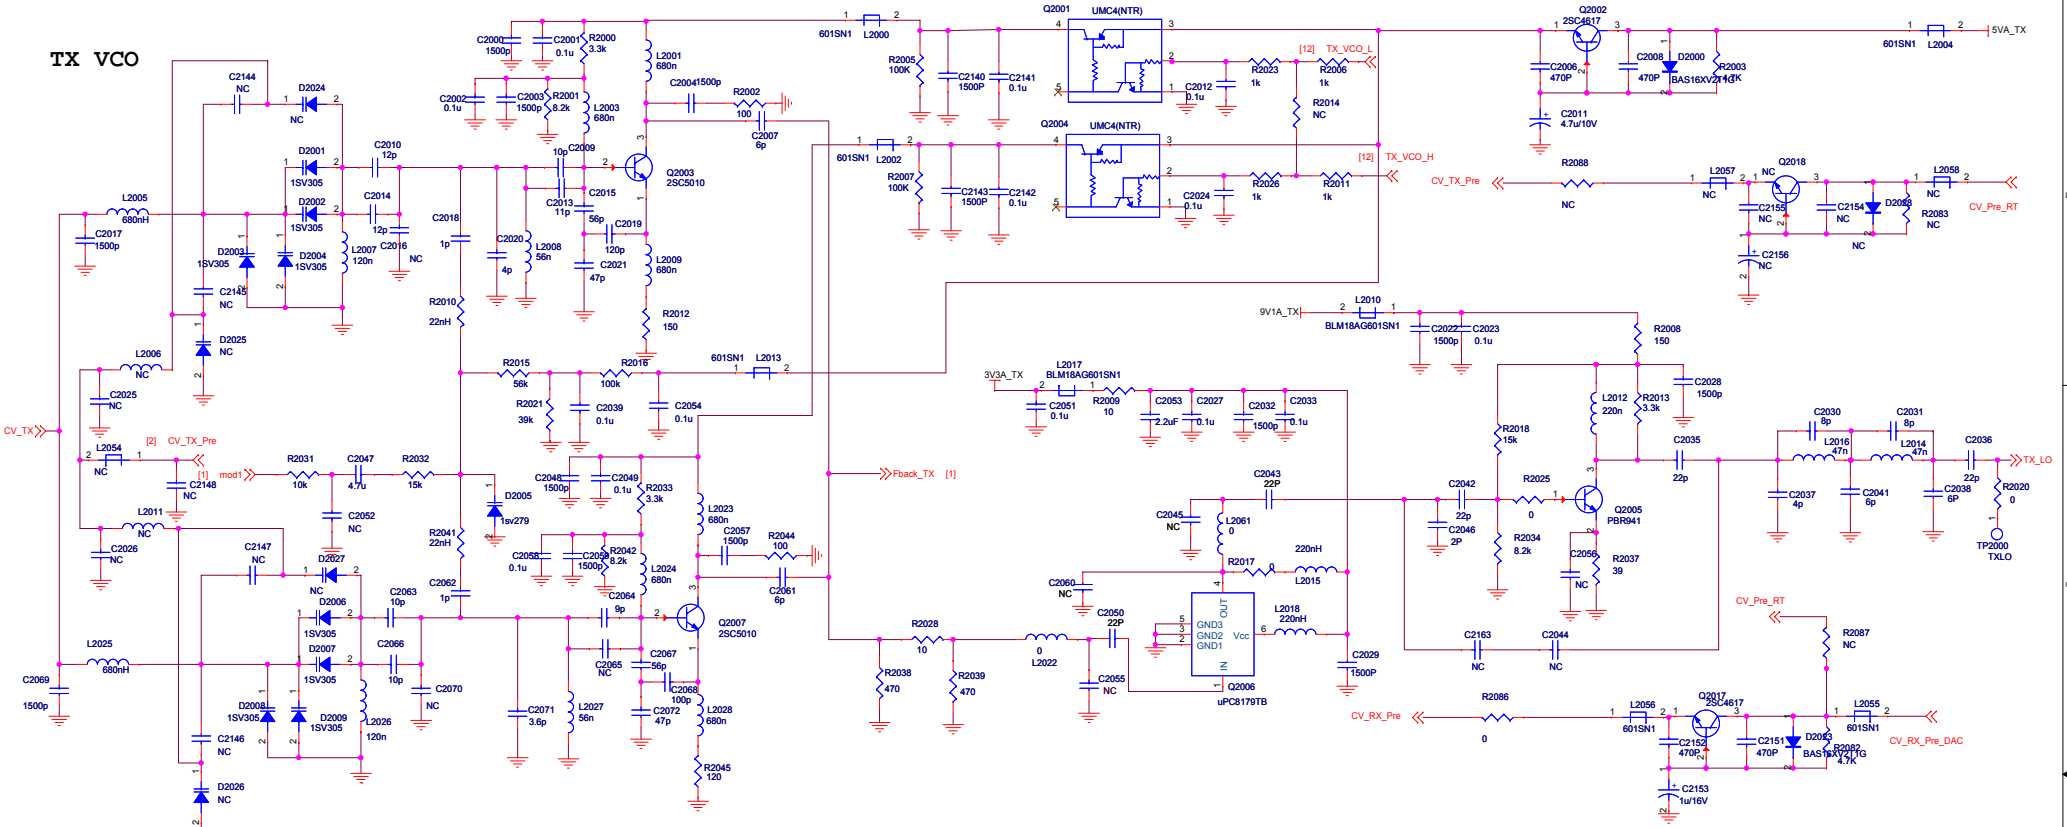 TX VCO
C2144
NC
D2024
NC
D2001
1SV305
D2002
1SV305
C2010
12p
C2014
12p
C2016
NC
L2005
680nH
C2017
1500p
D2003
1SV305
D2004
1SV305
L2007
120n
C2145
NC
D2025
NC
L2006
NC
C2025
NC
CV_TX
[2] CV_TX_Pre
L2054
NC
C2148
NC
[1] mod1
L2011
NC
C2026
NC
C2147
NC
D2027
NC
D2006
1SV305
D2007
1SV305
C2063
10p
C2066
10p
C2070
NC
L2025
680nH
C2069
1500p
D2008
1SV305
D2009
1SV305
L2026
120n
C2146
NC
D2026
NC
C2000
1500p
C2001
0.1u
R2000
3.3k
L2001
680n
C2002
0.1u
C2003
1500p
R2001
8.2k
L2003
680n
C2004
1500p
R2002
100
C2007
6p
C2009
10p
C2013
11p
C2015
56p
Q2003
2SC5010
C2018
1p
C2020
4p
L2008
56n
C2019
120p
C2021
47p
L2009
680n
R2010
22nH
R2012
150
R2015
56k
R2016
100k
601SN1
L2013
R2021
39k
C2039
0.1u
C2054
0.1u
R2031
10k
C2047
4.7u
R2032
15k
C2052
NC
D2005
1sv279
R2041
22nH
C2062
1p
C2048
1500p
C2049
0.1u
R2033
3.3k
L2023
680n
C2058
0.1u
C2059
1500p
R2042
8.2k
L2024
680n
C2057
1500p
R2044
100
C2061
6p
C2064
9p
C2065
NC
C2067
56p
Q2007
2SC5010
C2068
100p
C2071
3.6p
L2027
56n
C2072
47p
L2028
680n
R2045
120
601SN1
L2000
R2005
100K
C2140
1500P
C2141
0.1u
Q2001
UMC4(NTR)
C2012
0.1u
R2023
1k
R2006
1k
[12] TX_VCO_L
R2014
NC
601SN1
L2002
R2007
100K
C2143
1500P
C2142
0.1u
Q2004
UMC4(NTR)
C2024
0.1u
R2026
1k
R2011
1k
[12] TX_VCO_H
Q2002
2SC4617
C2006
470P
C2008
470P
D2000
BAS16XV2T1G
R2003
4.7K
601SN1
L2004
5VA_TX
C2011
4.7u/10V
CV_TX_Pre
R2088
NC
L2057
NC
Q2018
NC
C2155
NC
C2154
NC
D2028
NC
R2083
NC
L2058
NC
CV_Pre_RT
C2156
NC
9V1A_TX
L2010
BLM18AG601SN1
C2022
1500p
C2023
0.1u
R2008
150
3V3A_TX
L2017
BLM18AG601SN1
C2051
0.1u
R2009
10
C2053
2.2uF
C2027
0.1u
C2032
1500p
C2033
0.1u
L2012
220n
R2013
3.3k
C2028
1500p
R2018
15k
C2035
22p
C2030
8p
C2031
8p
L2016
47n
L2014
47n
C2036
22p
TX_LO
C2037
4p
C2041
6p
C2038
6P
R2020
0
TP2000
TXLO
Fback_TX [1]
C2043
22P
C2045
NC
L2061
0
C2042
22p
C2046
2P
R2025
0
Q2005
PBR941
R2034
8.2k
C2056
NC
R2037
39
R2017
0
220nH
L2015
C2060
NC
C2050
22P
OUT
GND3
GND2
GND1
Vcc
IN
L2018
220nH
Q2006
uPC8179TB
C2029
1500P
R2028
10
R2038
470
R2039
470
0
L2022
C2055
NC
C2163
NC
C2044
NC
CV_Pre_RT
R2087
NC
CV_RX_Pre
R2086
0
L2056
601SN1
Q2017
2SC4617
C2152
470P
C2151
470P
D2023
BAS16XV2T1G
R2082
4.7K
L2055
601SN1
CV_RX_Pre_DAC
C2153
1u/16V